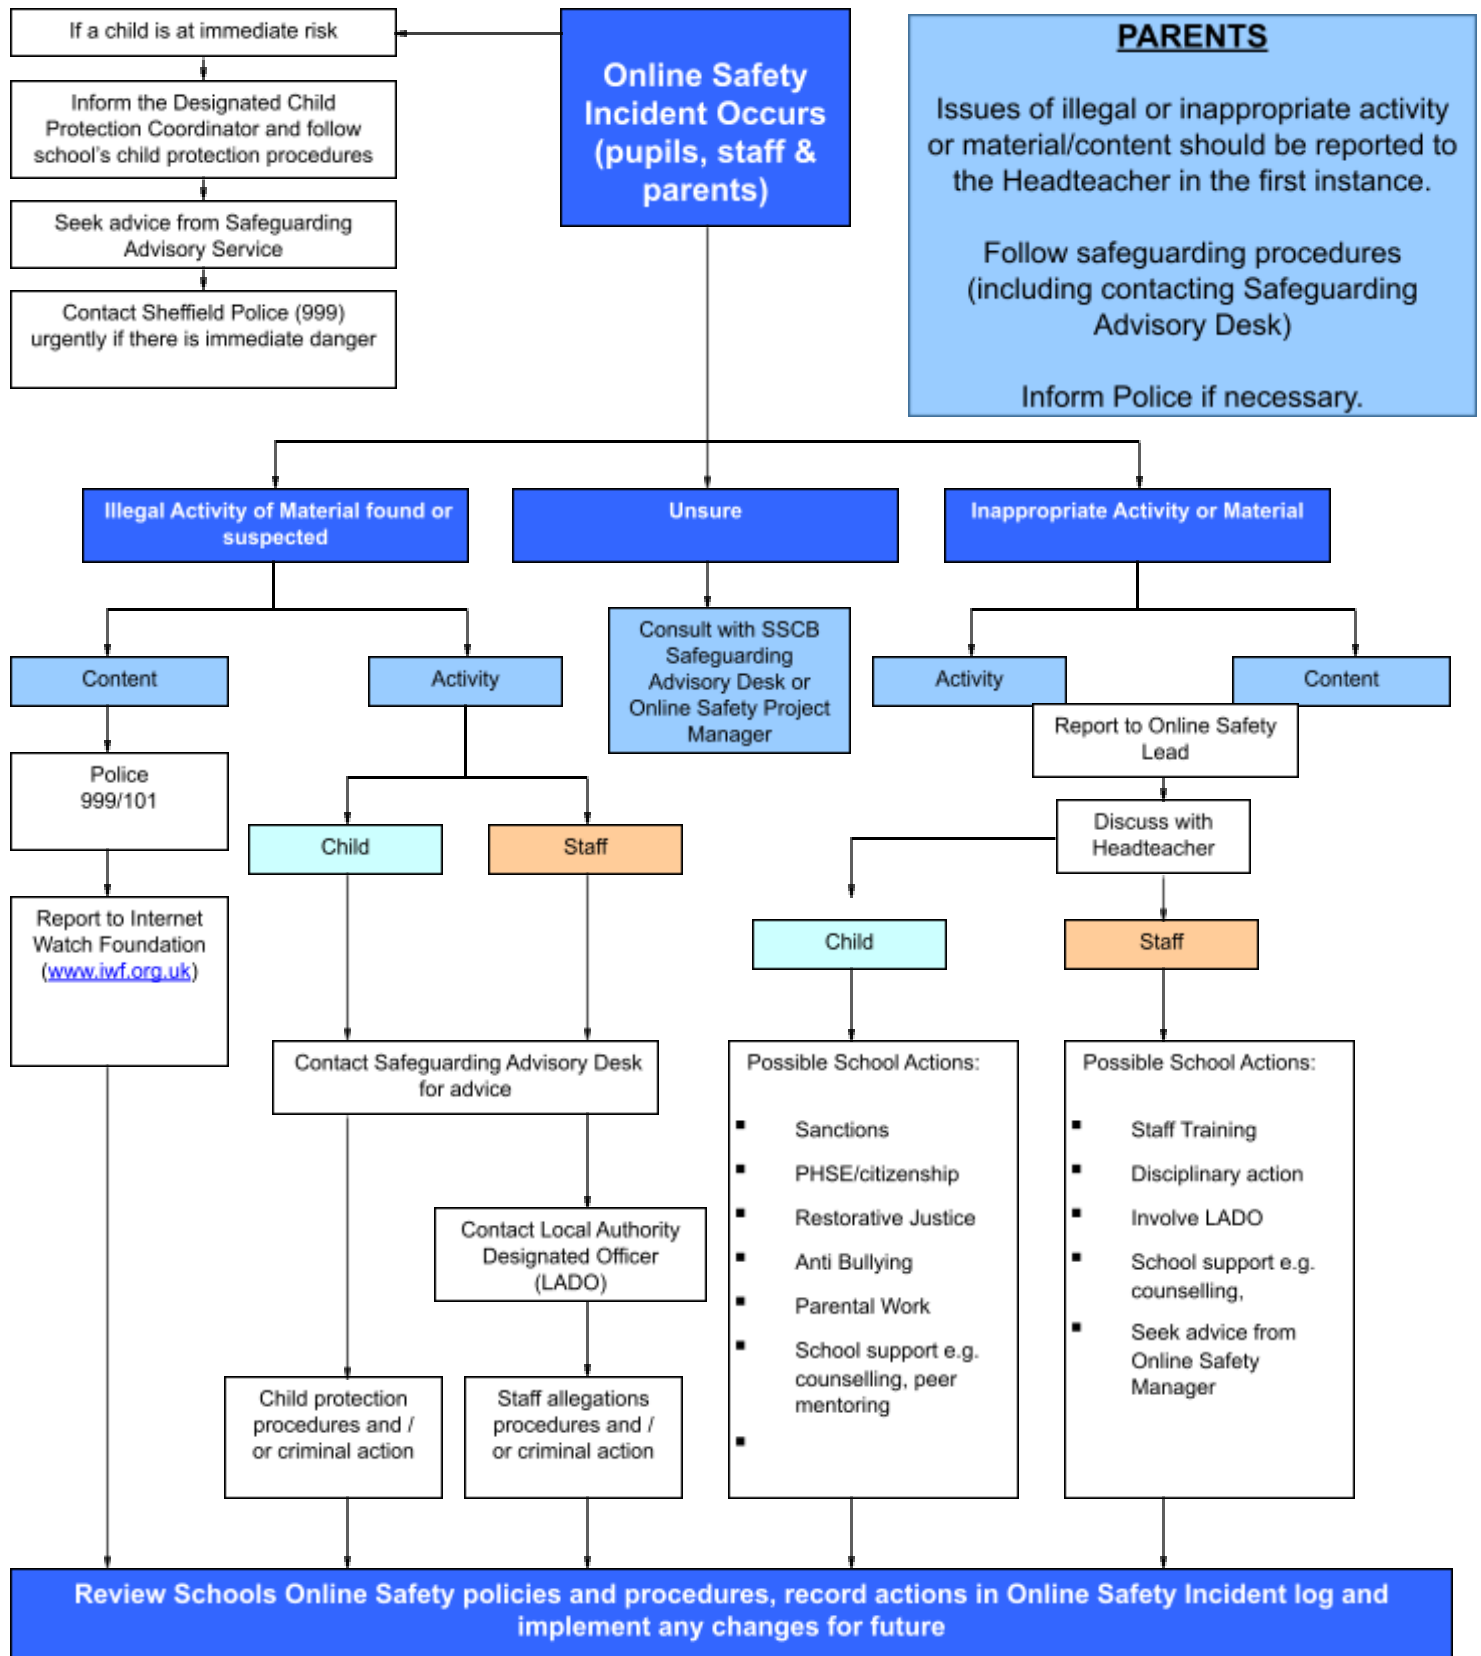 If a child is at immediate risk
Inform the Designated Child
Protection Coordinator and follow
school's child protection procedures
Seek advice from Safeguarding
Advisory Service
Contact Sheffield Police (999)
urgently if there is immediate danger
Online Safety
Incident Occurs
(pupils, staff &
parents)
PARENTS
Issues of illegal or inappropriate activity
or material/content should be reported to
the Headteacher in the first instance.
Follow safeguarding procedures
(including contacting Safeguarding
Advisory Desk)
Inform Police if necessary.
Illegal Activity of Material found or
suspected
Unsure
Inappropriate Activity or Material
Content
Activity
Consult with SSCB
Safeguarding
Advisory Desk or
Online Safety Project
Manager
Activity
Content
Report to Online Safety
Lead
Police
999/101
Child
Staff
Discuss with
Headteacher
Report to Internet
Watch Foundation
(www.iwf.org.uk)
Child
Staff
Contact Safeguarding Advisory Desk
for advice
Contact Local Authority
Designated Officer
(LADO)
Child protection
procedures and /
or criminal action
Staff allegations
procedures and /
or criminal action
Possible School Actions:
▪ Sanctions
▪ PHSE/citizenship
▪ Restorative Justice
▪ Anti Bullying
▪ Parental Work
▪ School support e.g.
counselling, peer
mentoring
▪
Possible School Actions:
▪ Staff Training
▪ Disciplinary action
▪ Involve LADO
▪ School support e.g.
counselling,
▪ Seek advice from
Online Safety
Manager
Review Schools Online Safety policies and procedures, record actions in Online Safety Incident log and
implement any changes for future